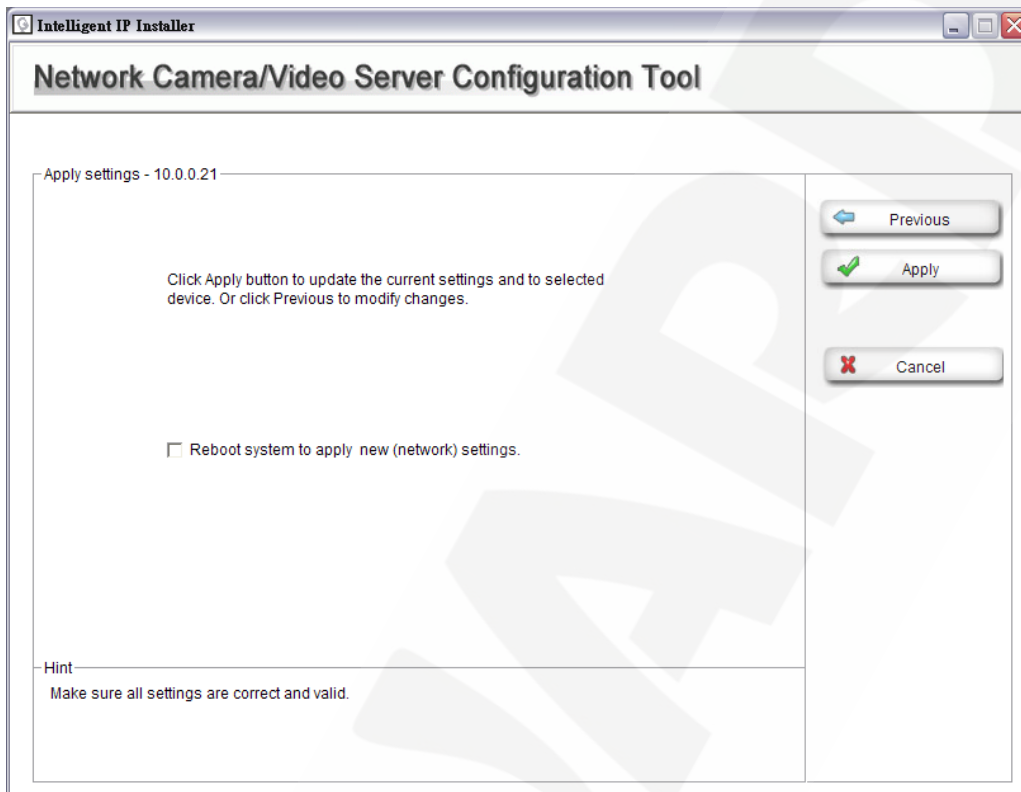 Intelligent IP Installer
Network Camera/Video Server Configuration Tool
Apply settings - 10.0.0.21
Previous
Apply
Click Apply button to update the current settings and to selected
device. Or click Previous to modify changes.
Cancel
Reboot system to apply new (network) settings.
Hint
Make sure all settings are correct and valid.